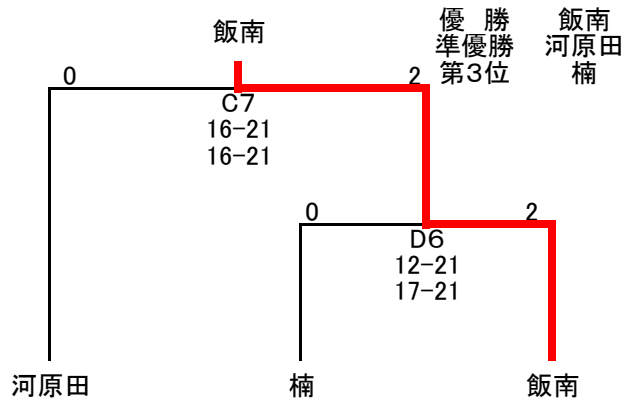 飯南
優 勝 飯南
準優勝 河原田
第3位 楠
0 2
C7
16-21
16-21
0 2
D6
12-21
17-21
河原田 楠 飯南